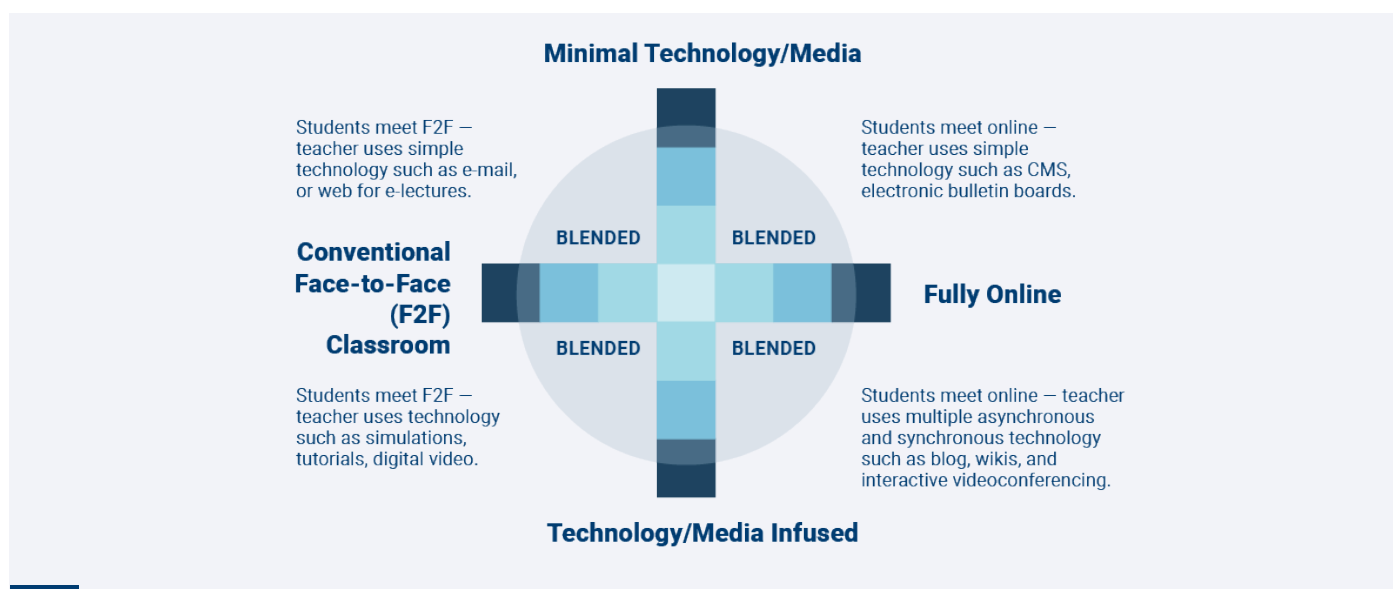 Minimal Technology/Media
Students meet F2F —
teacher uses simple
technology such as e-mail,
or web for e-lectures.
Students meet online —
teacher uses simple
technology such as CMS,
electronic bulletin boards.
BLENDED
BLENDED
Conventional
Face-to-Face
(F2F)
Classroom
Fully Online
BLENDED
BLENDED
Students meet F2F —
teacher uses technology
such as simulations,
tutorials, digital video.
Students meet online — teacher
uses multiple asynchronous
and synchronous technology
such as blog, wikis, and
interactive videoconferencing.
Technology/Media Infused